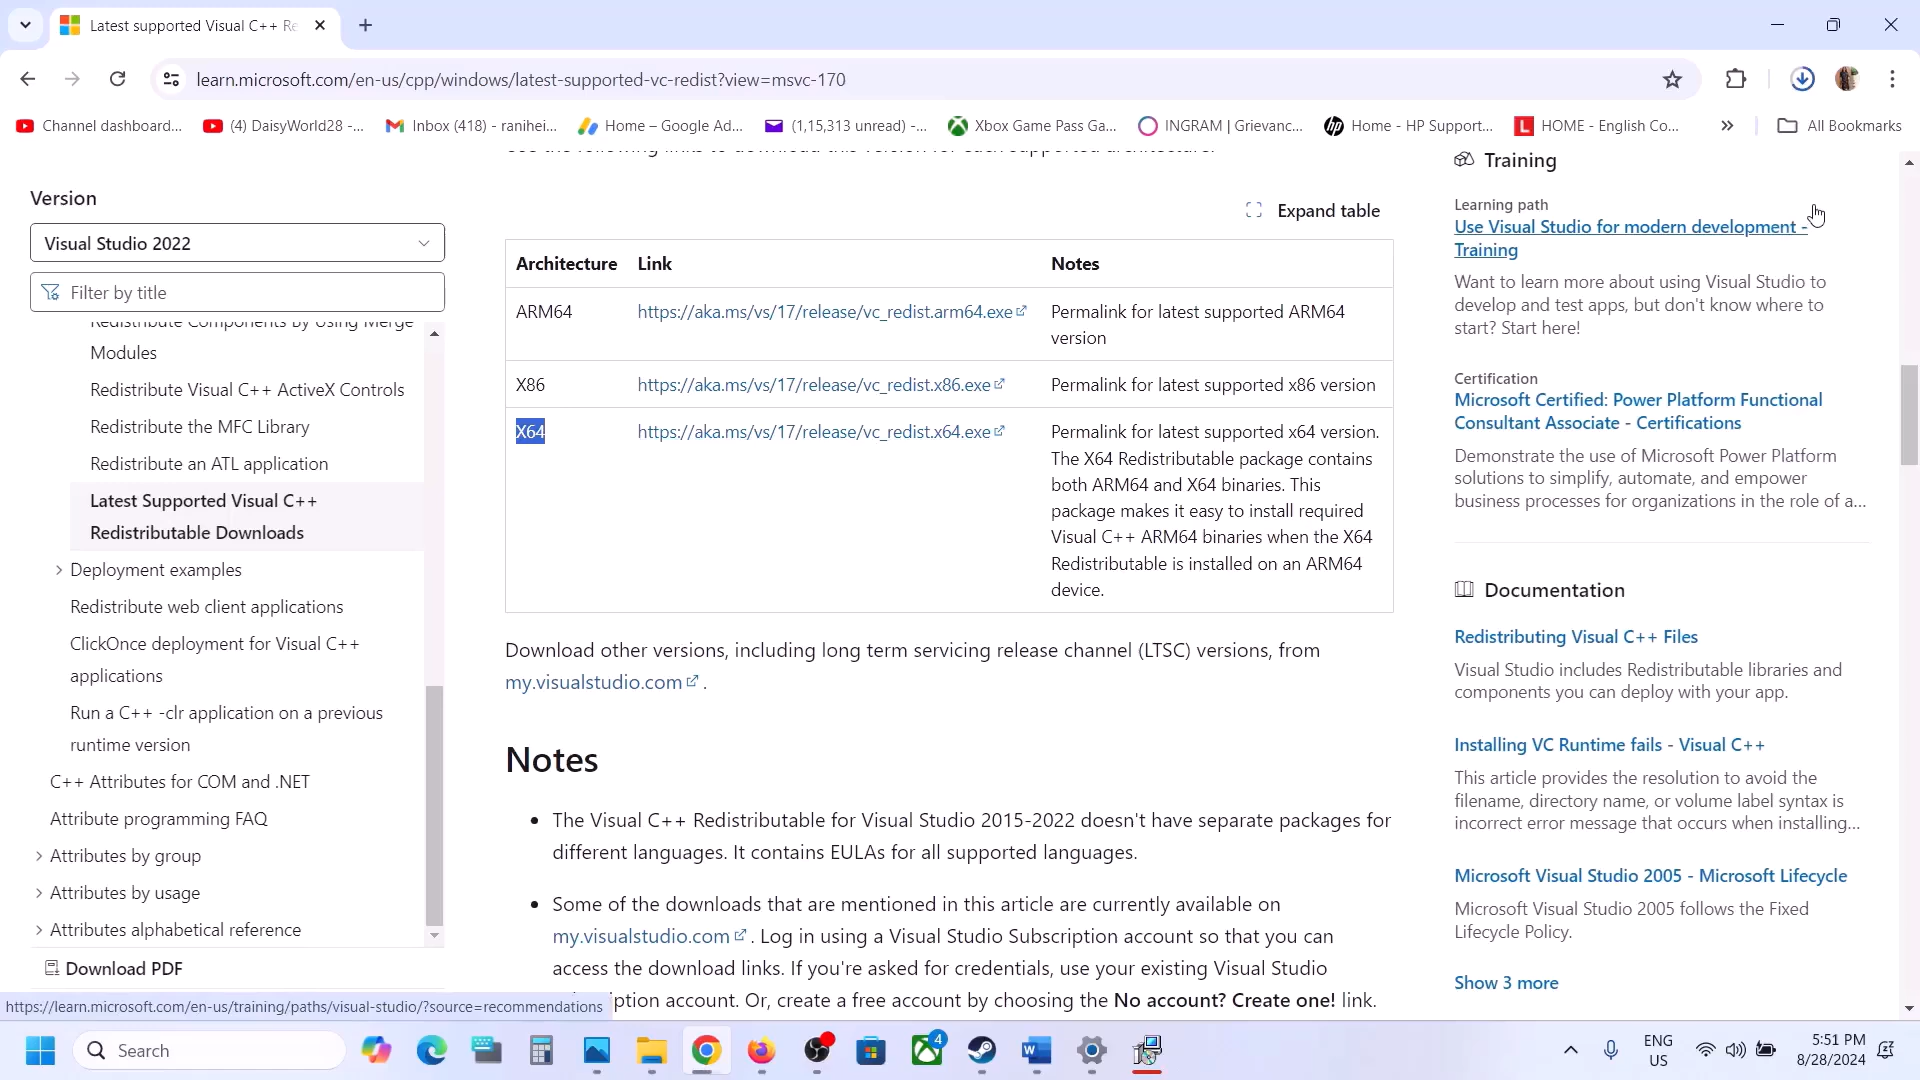 Latest supported Visual C++ Re
learn.microsoft.com/en-us/cpp/windows/latest-supported-vc-redist?view=msvc-170
Channel dashboard...
(4) DaisyWorld28 -...
Inbox (418) - ranihei...
Home – Google Ad...
(1,15,313 unread) -...
Xbox Game Pass Ga...
INGRAM | Grievanc...
Home - HP Support...
HOME - English Co...
All Bookmarks
Version
Visual Studio 2022
Filter by title
Redistribute Components by Using Merge
Modules
Redistribute Visual C++ ActiveX Controls
Redistribute the MFC Library
Redistribute an ATL application
Latest Supported Visual C++
Redistributable Downloads
Deployment examples
Redistribute web client applications
ClickOnce deployment for Visual C++
applications
Run a C++ -clr application on a previous
runtime version
C++ Attributes for COM and .NET
Attribute programming FAQ
Attributes by group
Attributes by usage
Attributes alphabetical reference
Download PDF
https://learn.microsoft.com/en-us/training/paths/visual-studio/?source=recommendations
Use the following links to download this version for each supported architecture:
Expand table
Architecture Link Notes
ARM64 https://aka.ms/vs/17/release/vc_redist.arm64.exe Permalink for latest supported ARM64
version
X86 https://aka.ms/vs/17/release/vc_redist.x86.exe Permalink for latest supported x86 version
X64 https://aka.ms/vs/17/release/vc_redist.x64.exe Permalink for latest supported x64 version.
The X64 Redistributable package contains
both ARM64 and X64 binaries. This
package makes it easy to install required
Visual C++ ARM64 binaries when the X64
Redistributable is installed on an ARM64
device.
Download other versions, including long term servicing release channel (LTSC) versions, from
my.visualstudio.com .
Notes
• The Visual C++ Redistributable for Visual Studio 2015-2022 doesn't have separate packages for
different languages. It contains EULAs for all supported languages.
• Some of the downloads that are mentioned in this article are currently available on
my.visualstudio.com . Log in using a Visual Studio Subscription account so that you can
access the download links. If you're asked for credentials, use your existing Visual Studio
ption account. Or, create a free account by choosing the No account? Create one! link.
Training
Learning path
Use Visual Studio for modern development -
Training
Want to learn more about using Visual Studio to
develop and test apps, but don't know where to
start? Start here!
Certification
Microsoft Certified: Power Platform Functional
Consultant Associate - Certifications
Demonstrate the use of Microsoft Power Platform
solutions to simplify, automate, and empower
business processes for organizations in the role of a...
Documentation
Redistributing Visual C++ Files
Visual Studio includes Redistributable libraries and
components you can deploy with your app.
Installing VC Runtime fails - Visual C++
This article provides the resolution to avoid the
filename, directory name, or volume label syntax is
incorrect error message that occurs when installing...
Microsoft Visual Studio 2005 - Microsoft Lifecycle
Microsoft Visual Studio 2005 follows the Fixed
Lifecycle Policy.
Show 3 more
Search
4
ENG
US
5:51 PM
8/28/2024